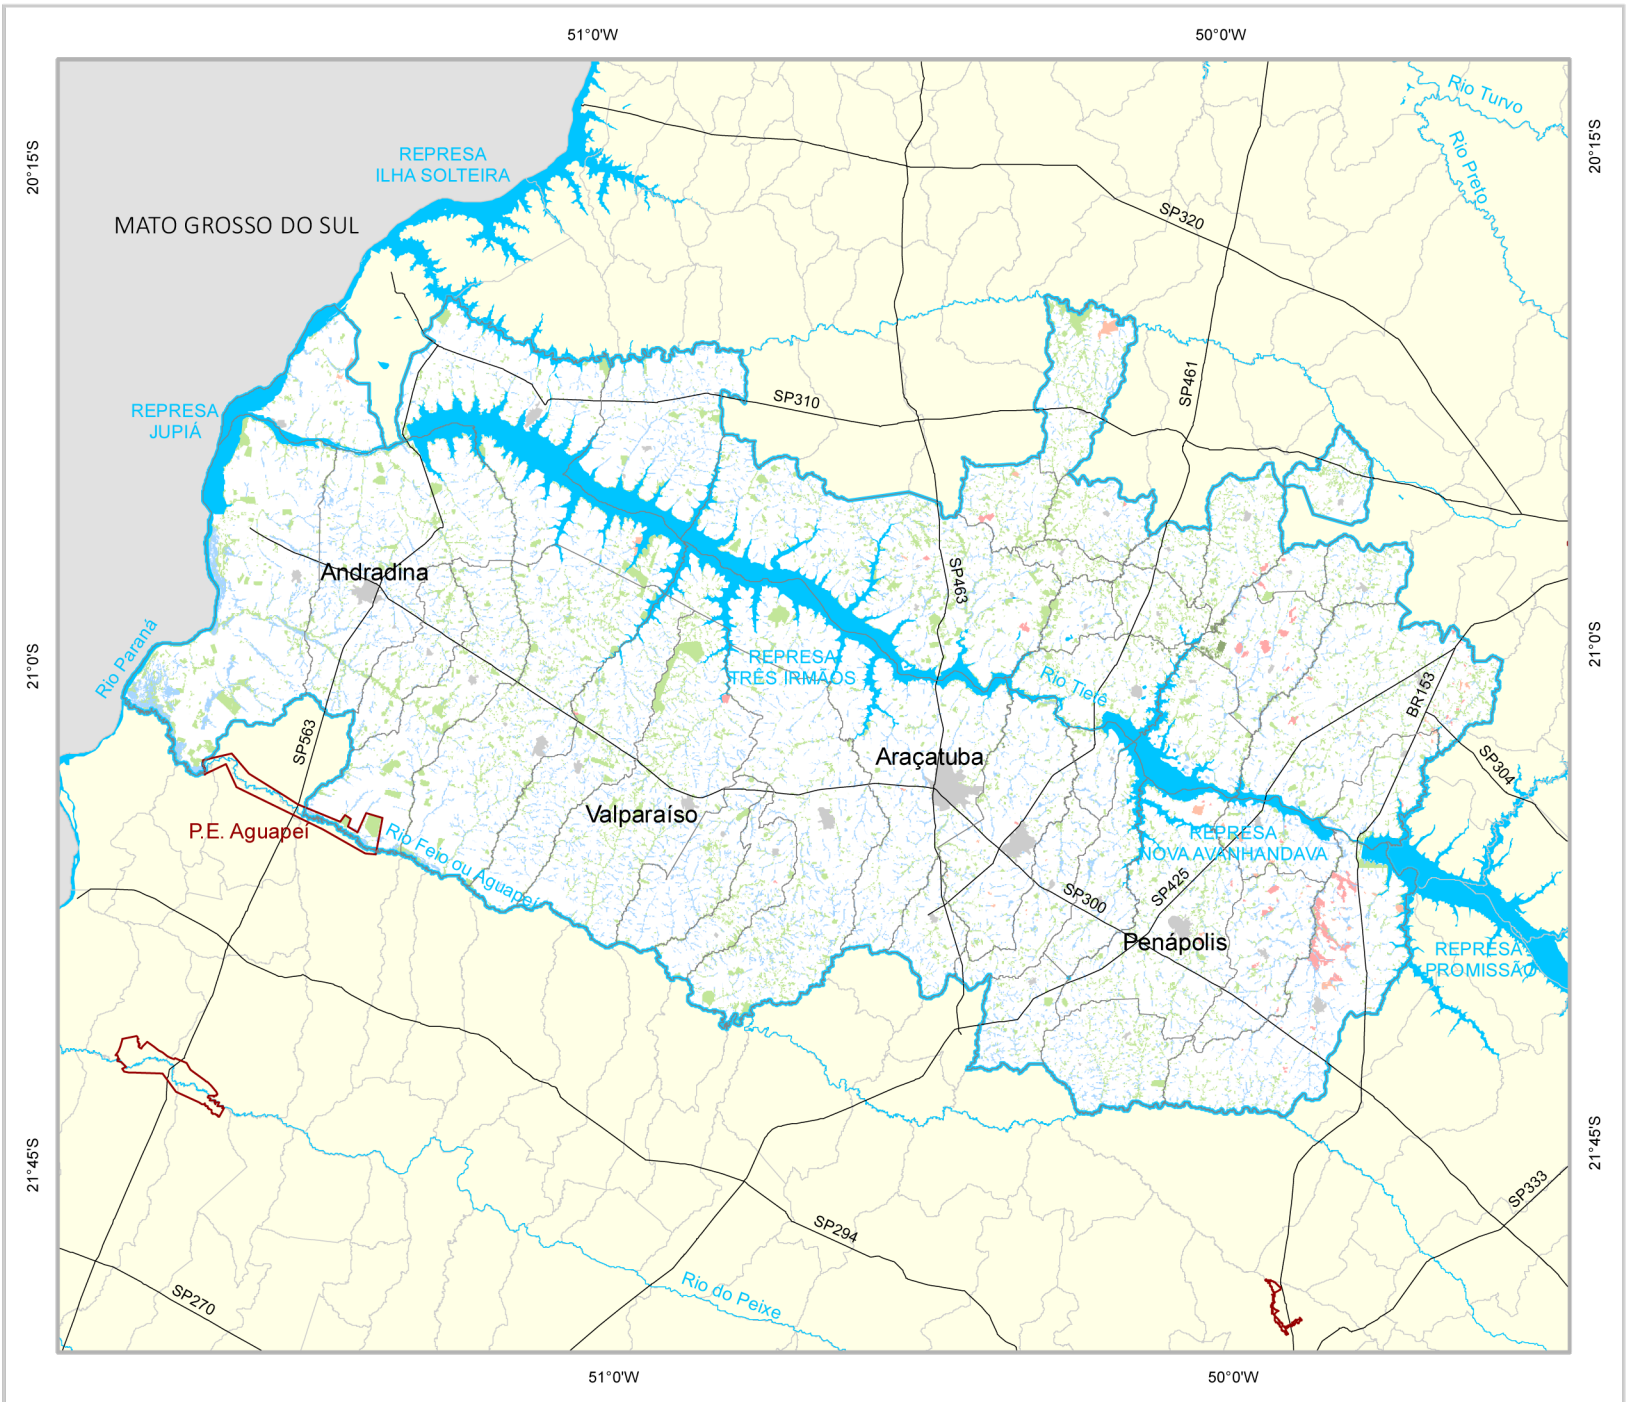 51°0'W
50°0'W
20°15'S
20°15'S
Rio Turvo
Rio Preto
REPRESA
ILHA SOLTEIRA
MATO GROSSO DO SUL
SP320
SP461
SP310
REPRESA
JUPIÁ
Andradina
SP463
Rio Paraná
21°0'S
21°0'S
REPRESA
TRÊS IRMÃOS
Rio Tietê
BR153
SP563
SP304
Araçatuba
Valparaíso
P.E. Aguapeí
Rio Feio ou Aguapeí
REPRESA
NOVA AVANHANDAVA
SP425
SP300
Penápolis
REPRESA
PROMISSÃO
21°45'S
21°45'S
SP333
SP294
Rio do Peixe
SP270
51°0'W
50°0'W